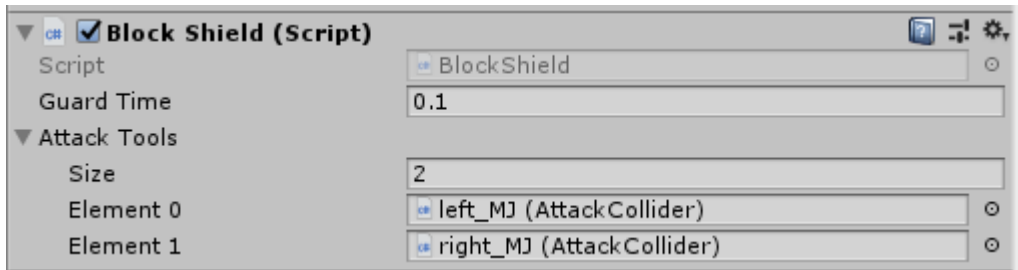 Block Shield (Script)
Script BlockShield
Guard Time 0.1
Attack Tools
Size 2
Element 0 left_MJ (AttackCollider)
Element 1 right_MJ (AttackCollider)